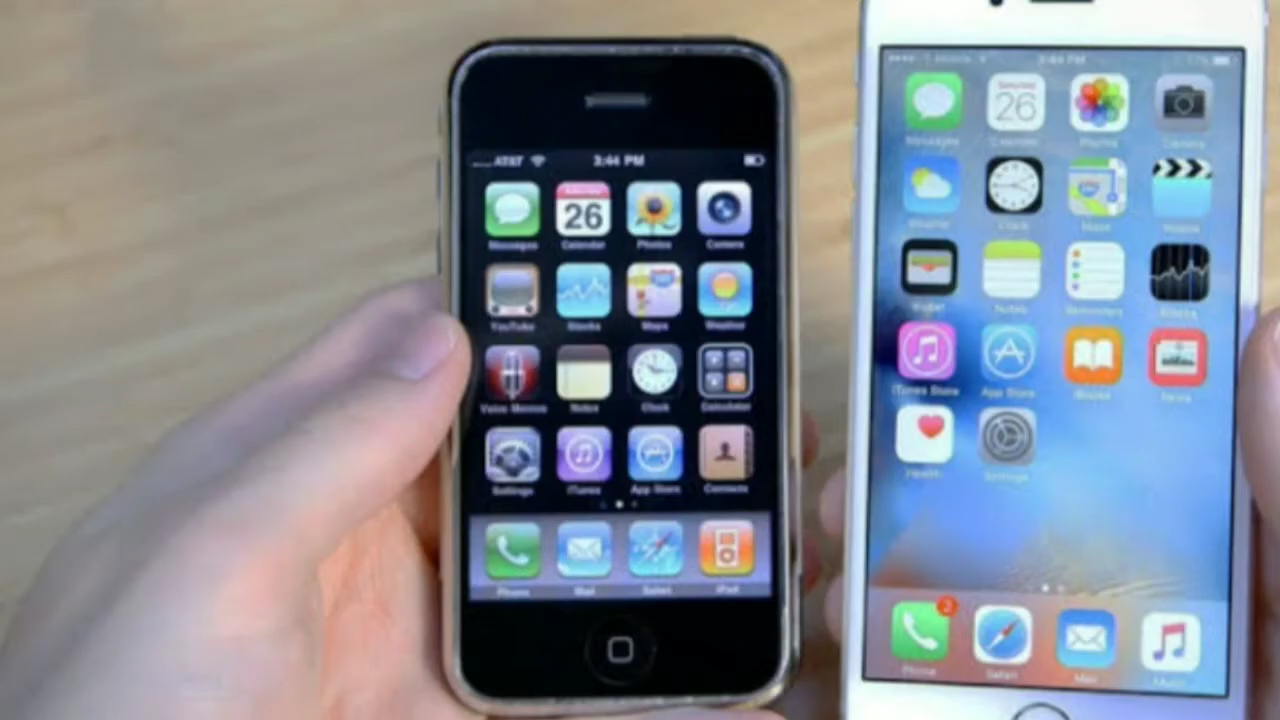 AT&T 3:44 PM
26
Messages Calendar Photos Camera
YouTube Stocks Maps Weather
Voice Memos Notes Clock Calculator
Settings iTunes App Store Contacts
Phone Mail Safari iPod
3:44 PM
26
Messages Calendar Photos Camera
Weather Clock Maps Videos
Wallet Notes Reminders Stocks
iTunes Store App Store iBooks News
Health Settings
2
Phone Safari Mail Music